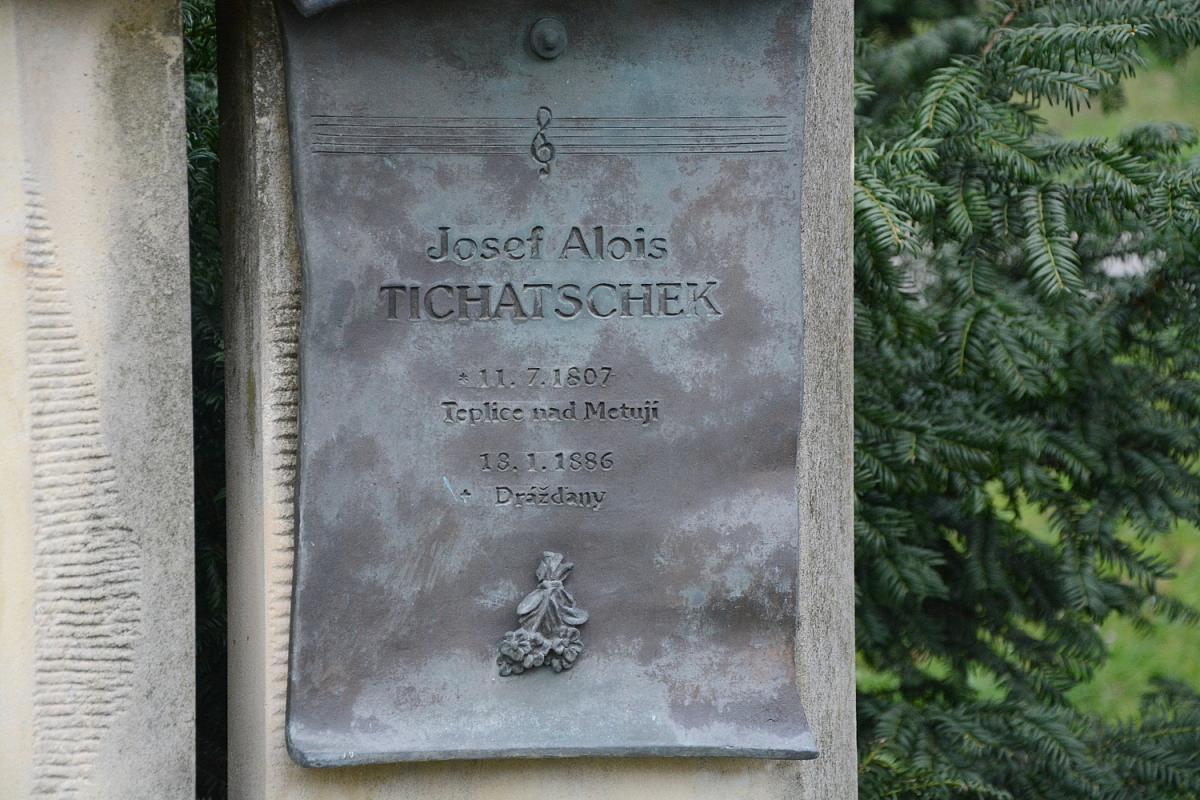 Josef Alois
TICHATSCHEK
* 11. 7. 1807
Teplice nad Metují
18. 1. 1886
+ Drážďany